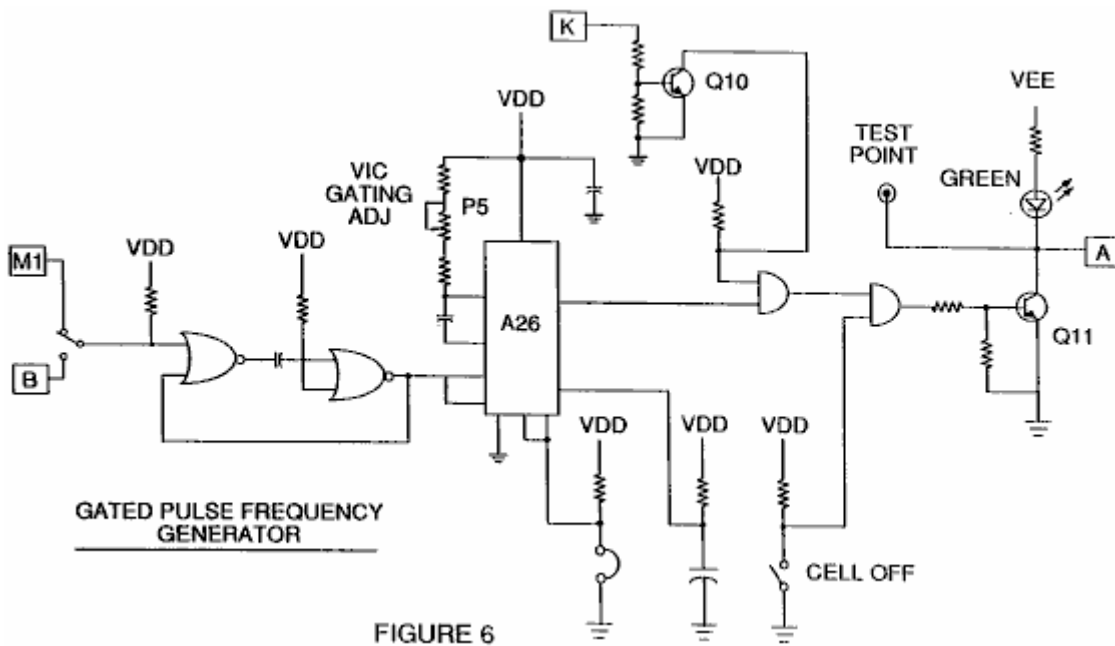 K
Q10
VDD
VEE
TEST
POINT
VIC
GATING
ADJ
P5
VDD
GREEN
M1
VDD
VDD
A
A26
B
Q11
VDD
VDD
VDD
GATED PULSE FREQUENCY
GENERATOR
CELL OFF
FIGURE 6